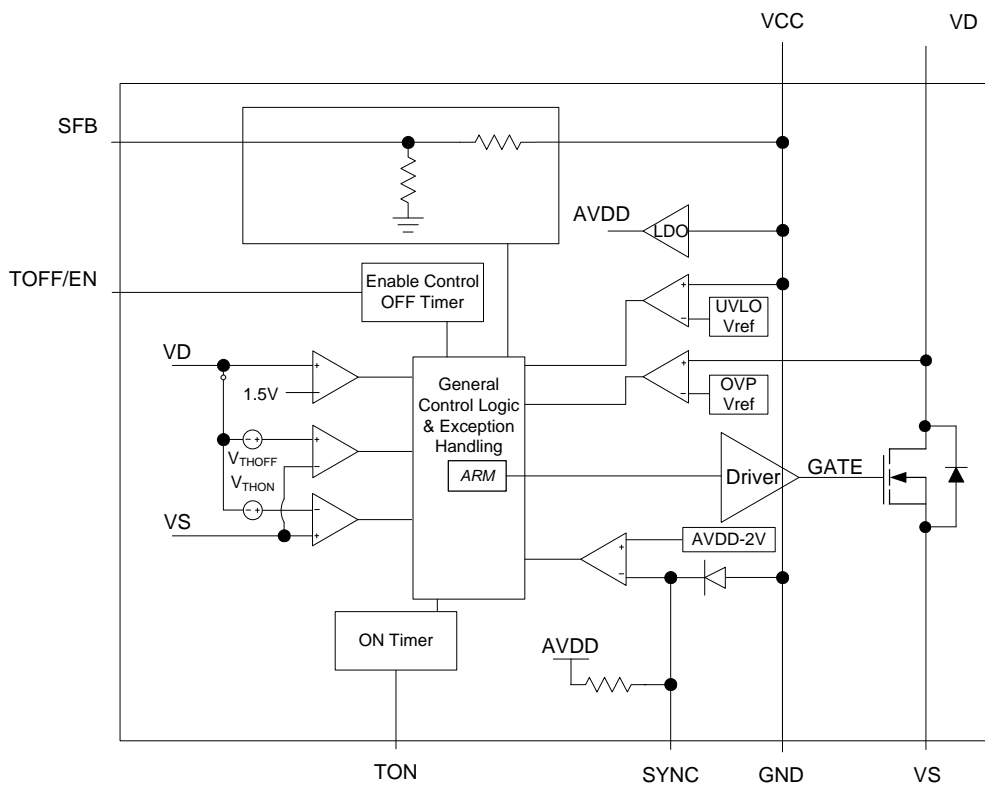 VCC
VD
SFB
AVDD
LDO
TOFF/EN
Enable Control
OFF Timer
UVLO
Vref
VD
1.5V
OVP
Vref
General
Control Logic
& Exception
Handling
ARM
VTHOFF
VTHON
VS
Driver
GATE
AVDD-2V
ON Timer
AVDD
TON
SYNC
GND
VS